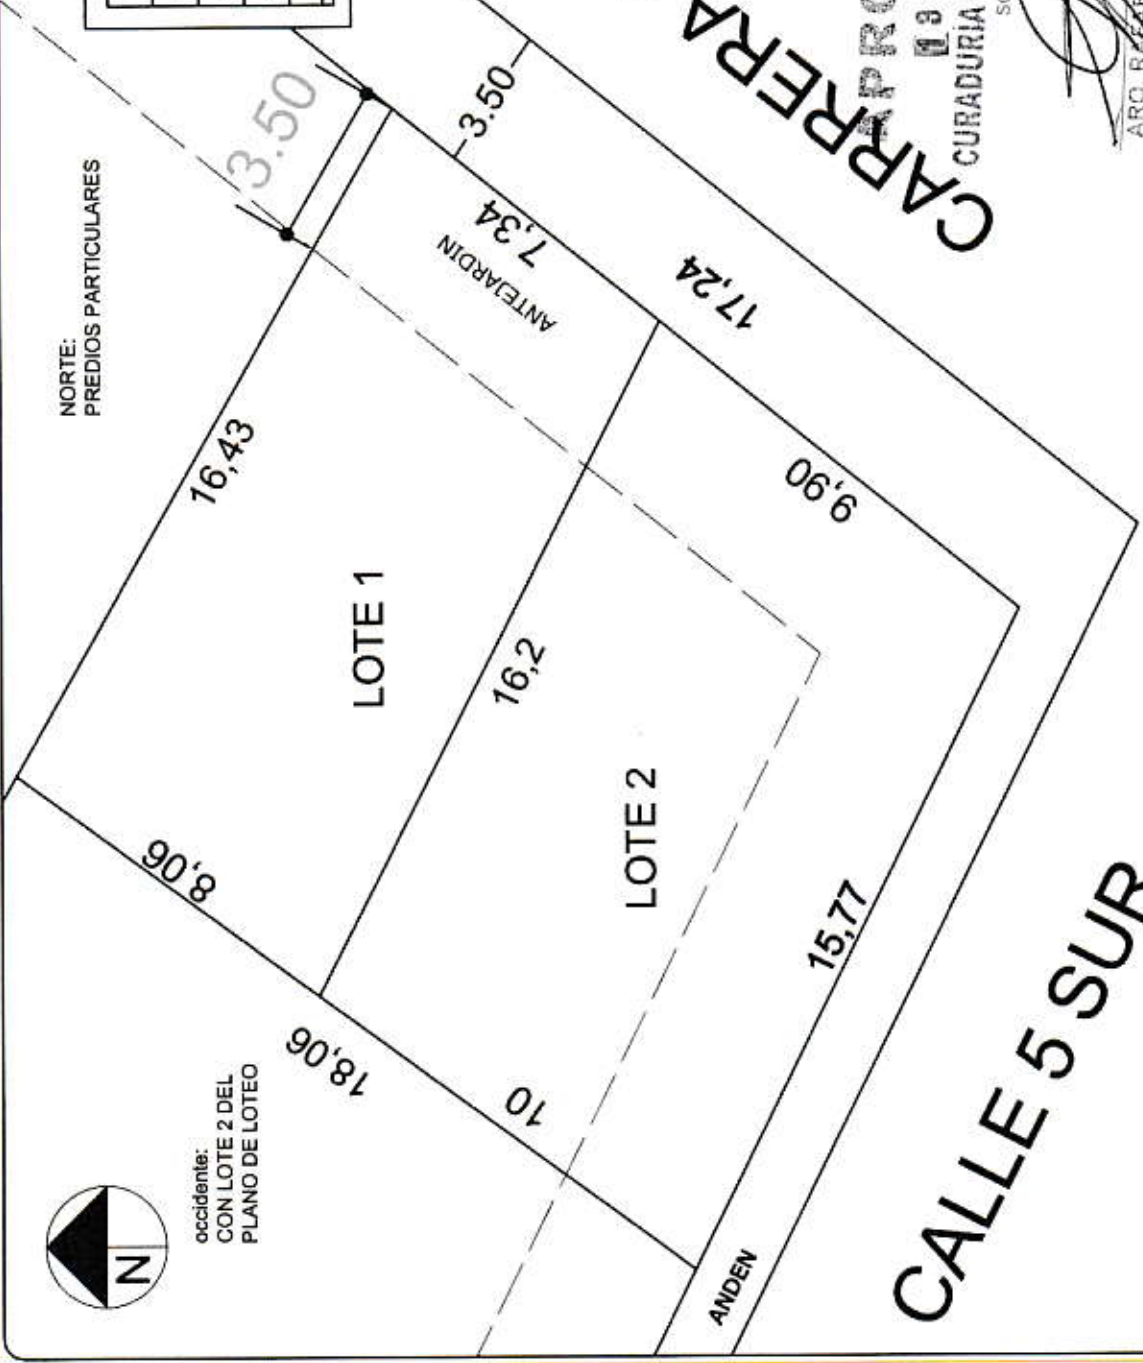 NORTE:
PREDIOS PARTICULARES
3.50
3.50
7,34
ANTEJARDIN
17,24
CARRERA
CURADURÍA
16,43
LOTE 1
16,2
9,90
8,06
LOTE 2
18,06
10
15,77
occidente:
CON LOTE 2 DEL
PLANO DE LOTEO
N
ANDEN
CALLE 5 SUR